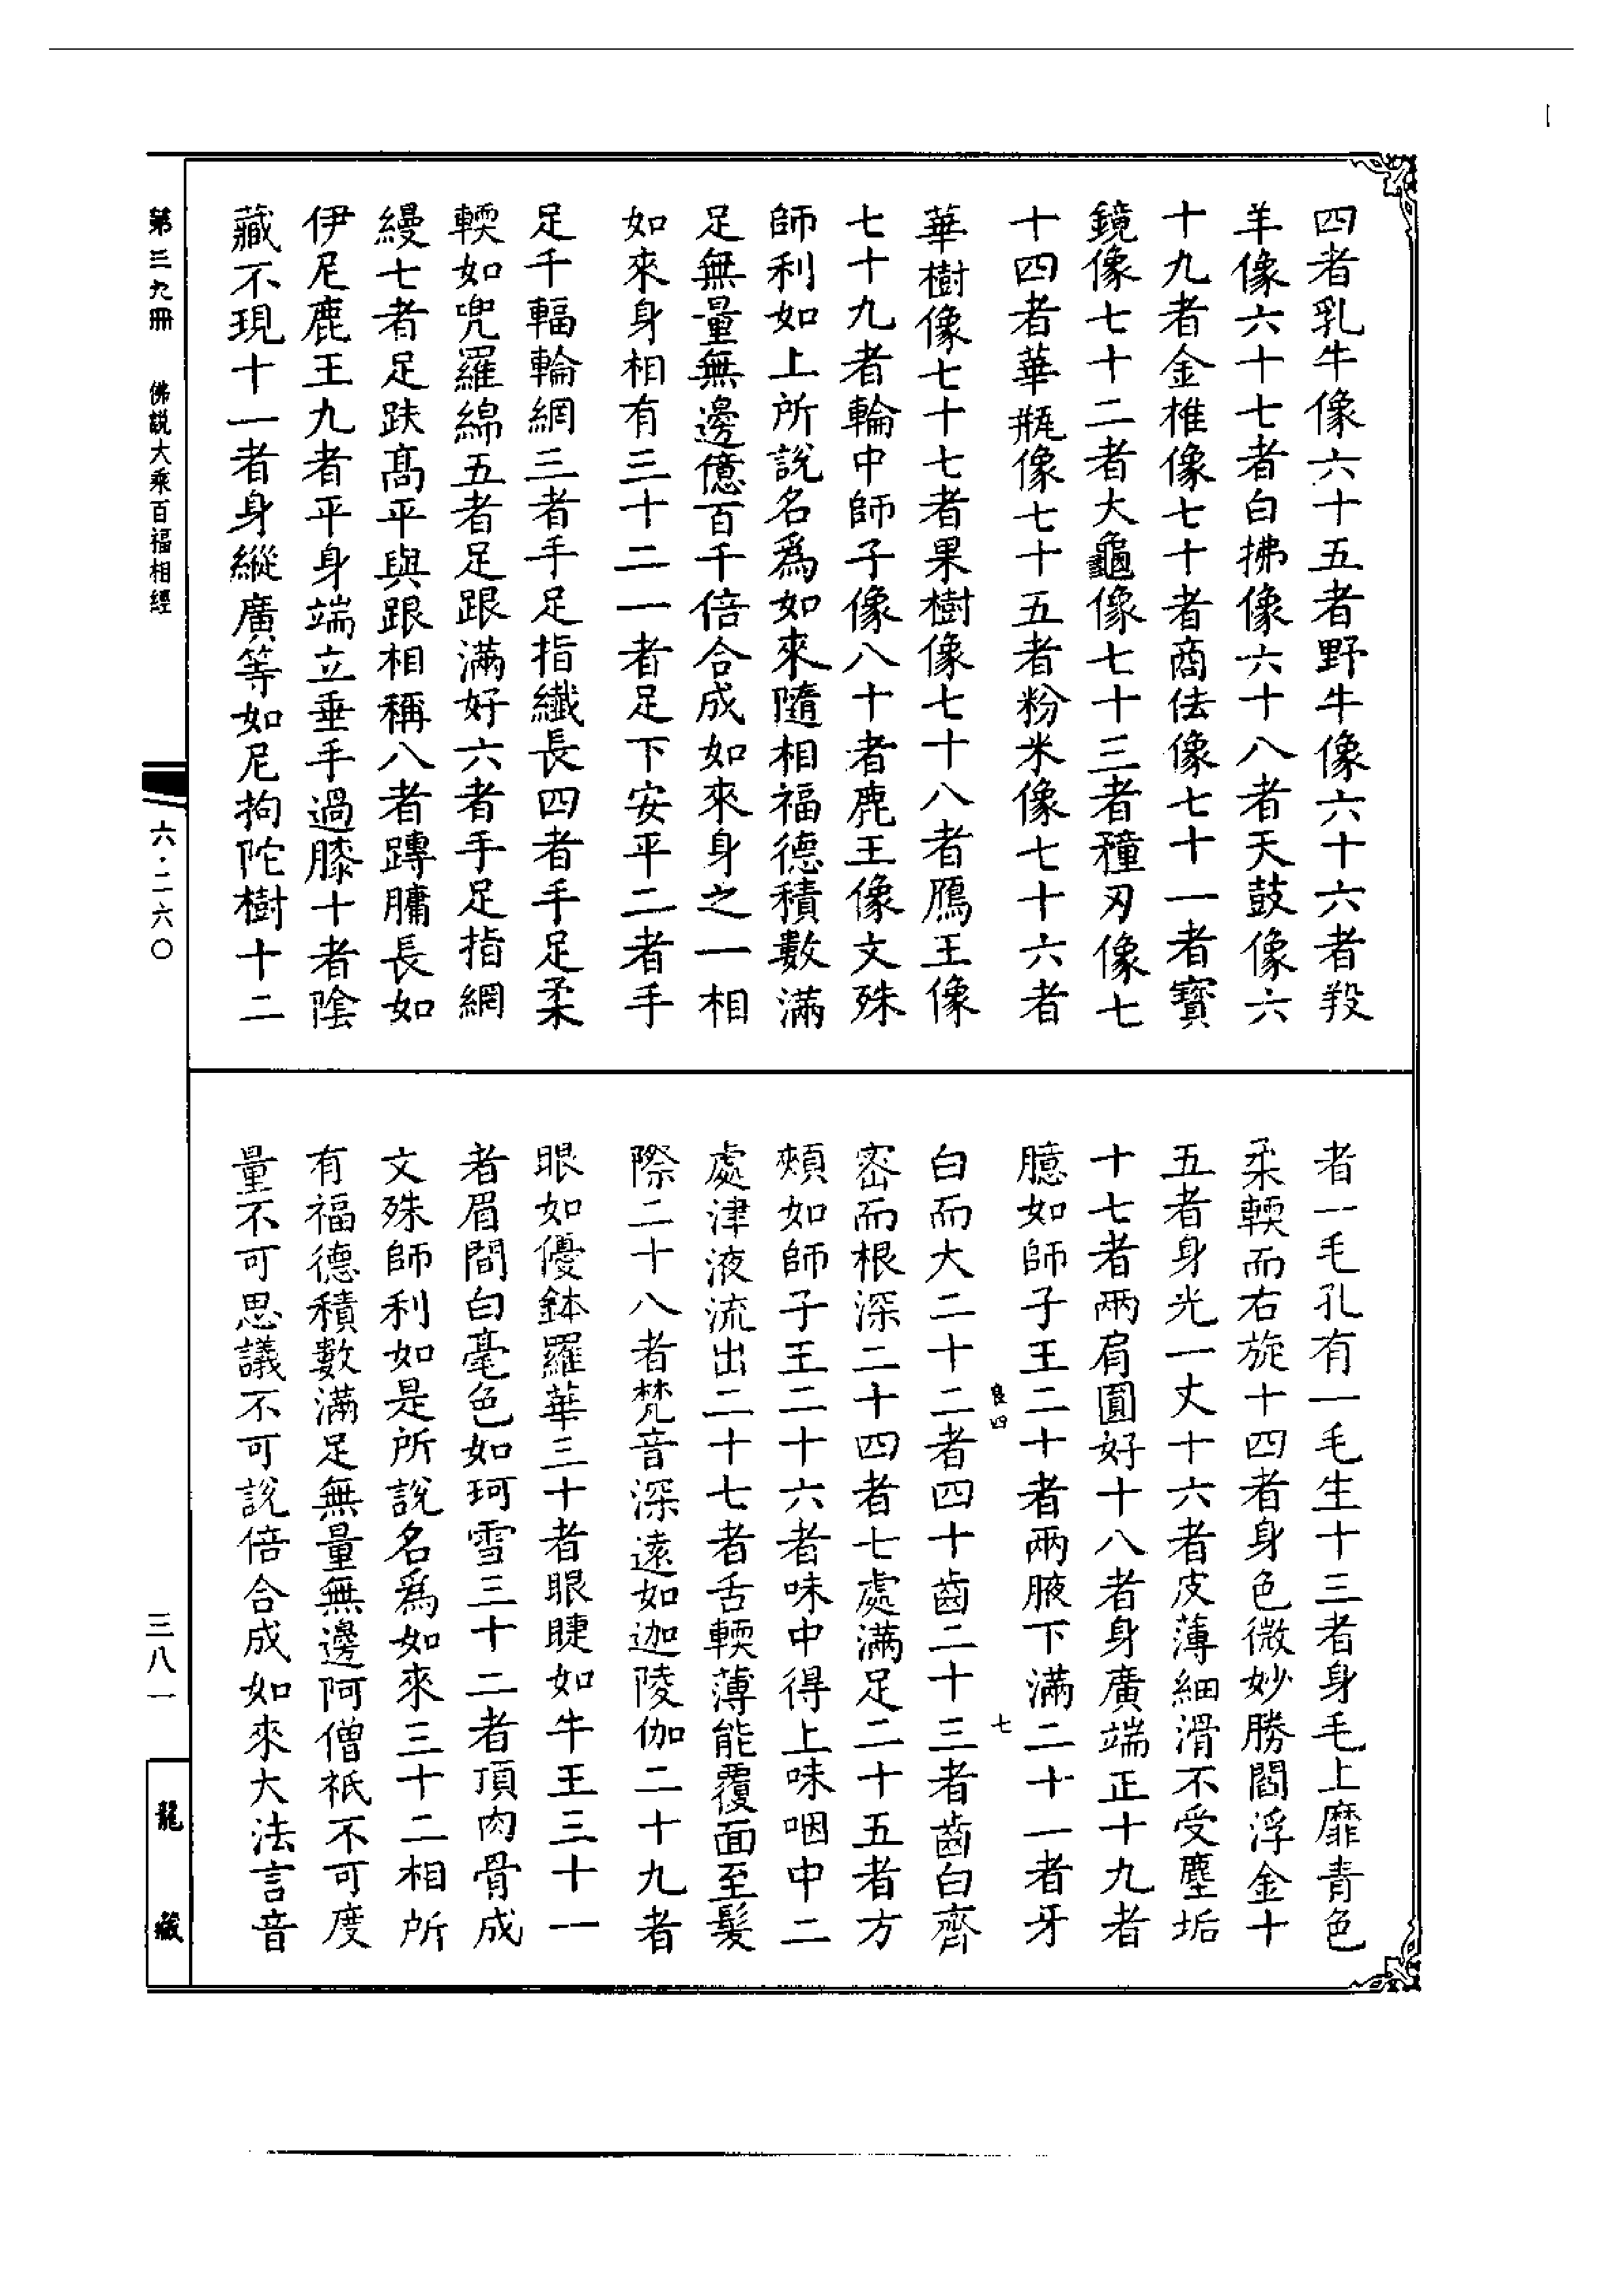 四者乳牛像六十五者野牛像六十六者羖
羊像六十七者白拂像六十八者天鼓像六
十九者金椎像七十者商佉像七十一者寳
鏡像七十二者大龜像七十三者穜刃像七
十四者華瓶像七十五者粉米像七十六者
華樹像七十七者果樹像七十八者鴈王像
七十九者輪中師子像八十者鹿王像文殊
師利如上所說名爲如來隨相福德積數滿
足無量無邊億百千倍合成如來身之一相
如來身相有三十二一者足下安平二者手
足千輻輪網三者手足指纖長四者手足柔
輭如兜羅綿五者足跟滿好六者手足指網
縵七者足趺髙平與跟相稱八者蹲𦟛長如
伊尼鹿王九者平身端立垂手過膝十者陰
藏不現十一者身縱廣等如尼拘陀樹十二
者一毛孔有一毛生十三者身毛上靡青色
柔輭而右旋十四者身色微妙勝閻浮金十
五者身光一丈十六者皮薄細滑不受塵垢
十七者兩肩圓好十八者身廣端正十九者
臆如師子王二十者兩腋下滿二十一者牙
良四
七
白而大二十二者四十齒二十三者齒白齊
宻而根深二十四者七處滿足二十五者方
頰如師子王二十六者味中得上味咽中二
處津液流出二十七者舌輭薄能覆面至髮
際二十八者梵音深遠如迦陵伽二十九者
眼如優鉢羅華三十者眼睫如牛王三十一
者眉間白毫色如珂雪三十二者頂肉骨成
文殊師利如是所說名爲如來三十二相所
有福德積數滿足無量無邊阿僧祇不可度
量不可思議不可說倍合成如來大法言音
第三九冊
佛説大乘百福相經
六·二六〇
三八一
龍藏